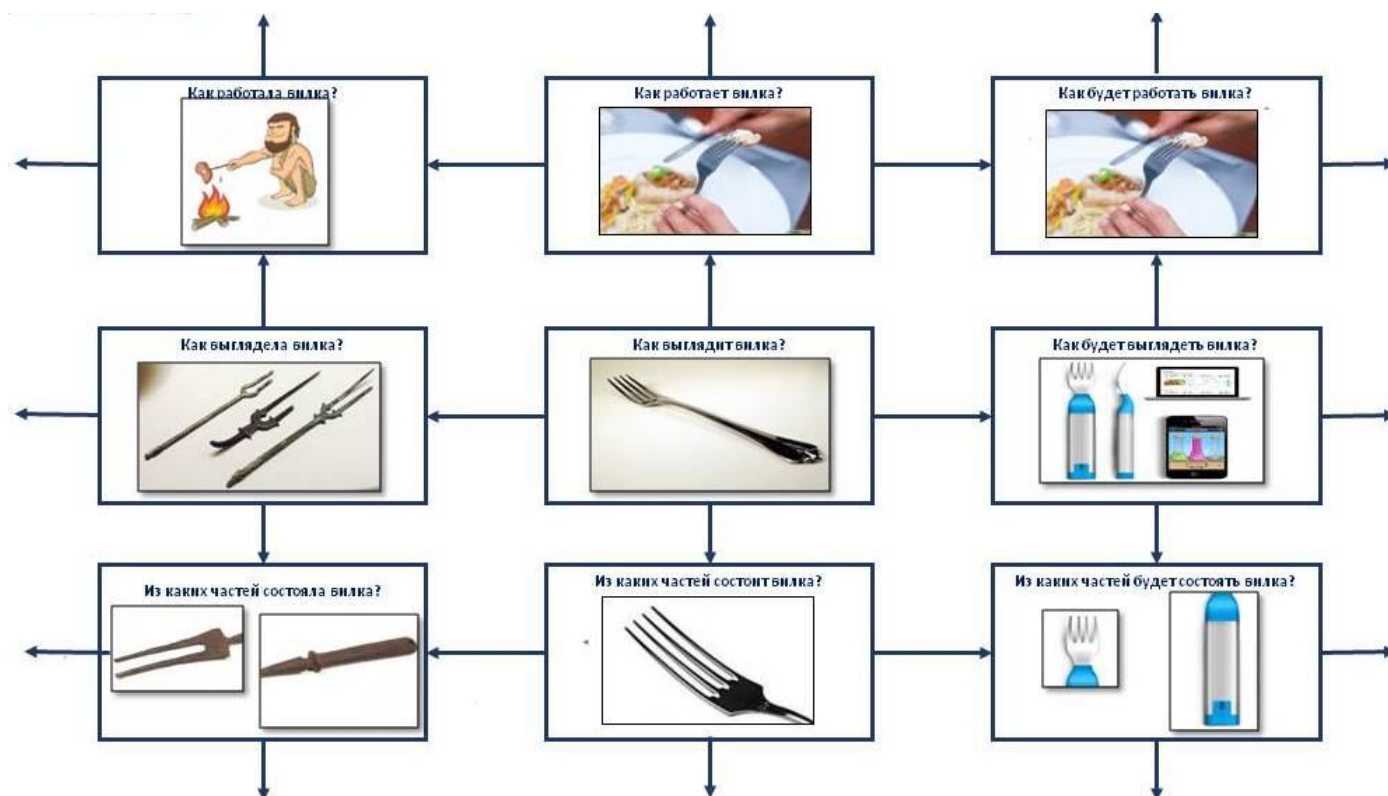 Как работала вилка?
Как работает вилка?
Как будет работать вилка?
Как выглядела вилка?
Как выглядит вилка?
Как будет выглядеть вилка?
Из каких частей состояла вилка?
Из каких частей состоит вилка?
Из каких частей будет состоять вилка?